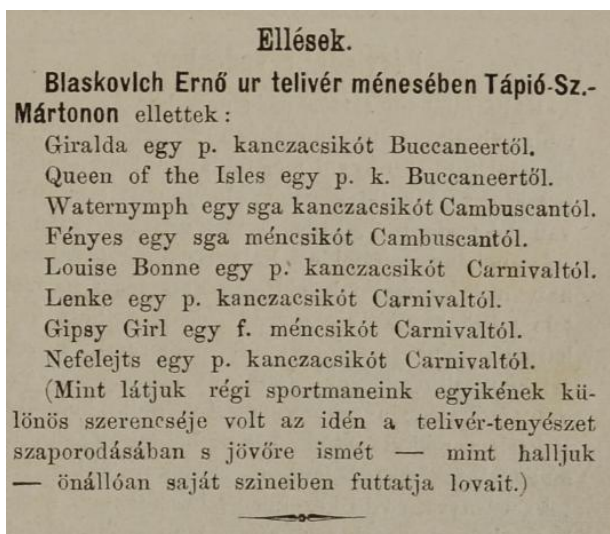 Ellések.
Blaskovich Ernő ur telivér ménesében Tápió-Sz.-
Mártonon ellettek :
Giralda egy p. kanczacsikót Buccaneertől.
Queen of the Isles egy p. k. Buccaneertől.
Waternymph egy sga kanczacsikót Cambuscantól.
Fényes egy sga méncsikót Cambuscantól.
Louise Bonne egy p. kanczacsikót Carnivaltól.
Lenke egy p. kanczacsikót Carnivaltól.
Gipsy Girl egy f. méncsikót Carnivaltól.
Nefelejts egy p. kanczacsikót Carnivaltól.
(Mint látjuk régi sportmaneink egyikének kü-
lönös szerencséje volt az idén a telivér-tenyészet
szaporodásában s jövőre ismét — mint halljuk
— önállóan saját szineiben futtatja lovait.)